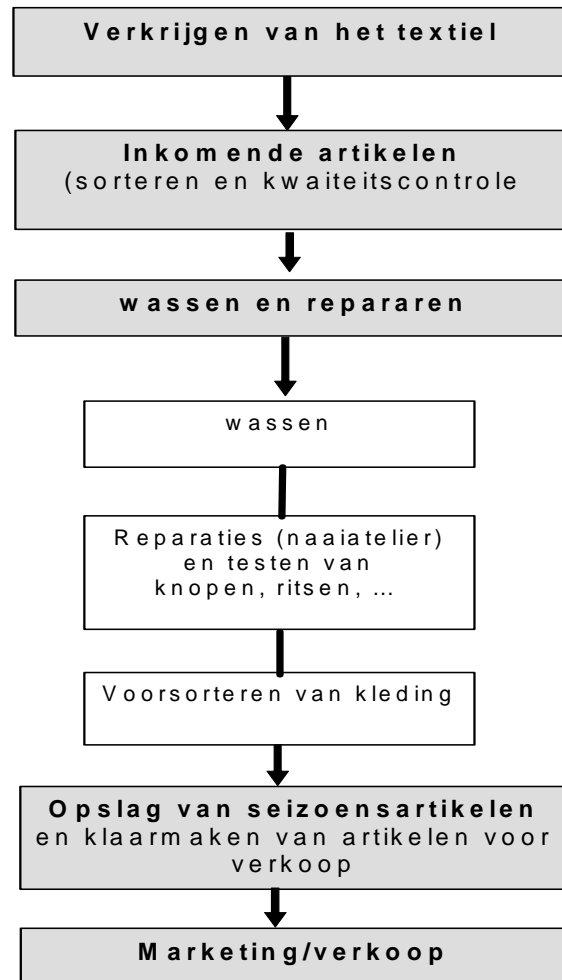 Verkrijgen van het textiel
Inkomende artikelen
(sorteren en kwaiteitscontrole
wassen en repararen
wassen
Reparaties (naaiatelier)
en testen van
knopen, ritsen, ...
Voorsorteren van kleding
Opslag van seizoensartikelen
en klaarmaken van artikelen voor
verkoop
Marketing/verkoop